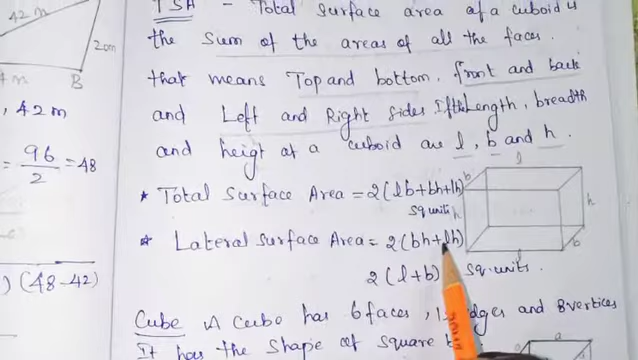 TSA - Total Surface area of a cuboid is
the Sum of the areas of all the faces.
that means Top and bottom, front and back
and Left and Right sides. If the Length, breadth
and heigt of a cuboid are l, b and h.
* Total Surface Area = 2(lb+bh+lh)
sq units
* Lateral Surface Area = 2(bh+lh)
2(l+b) sq.units.
Cube A Cube has 6 faces, edges and 8 vertices
It has the Shape of Square
42 m
20m
4 m B
, 42 m
= 96/2 = 48
) (48-42)
l
b
h
h
b
l
a